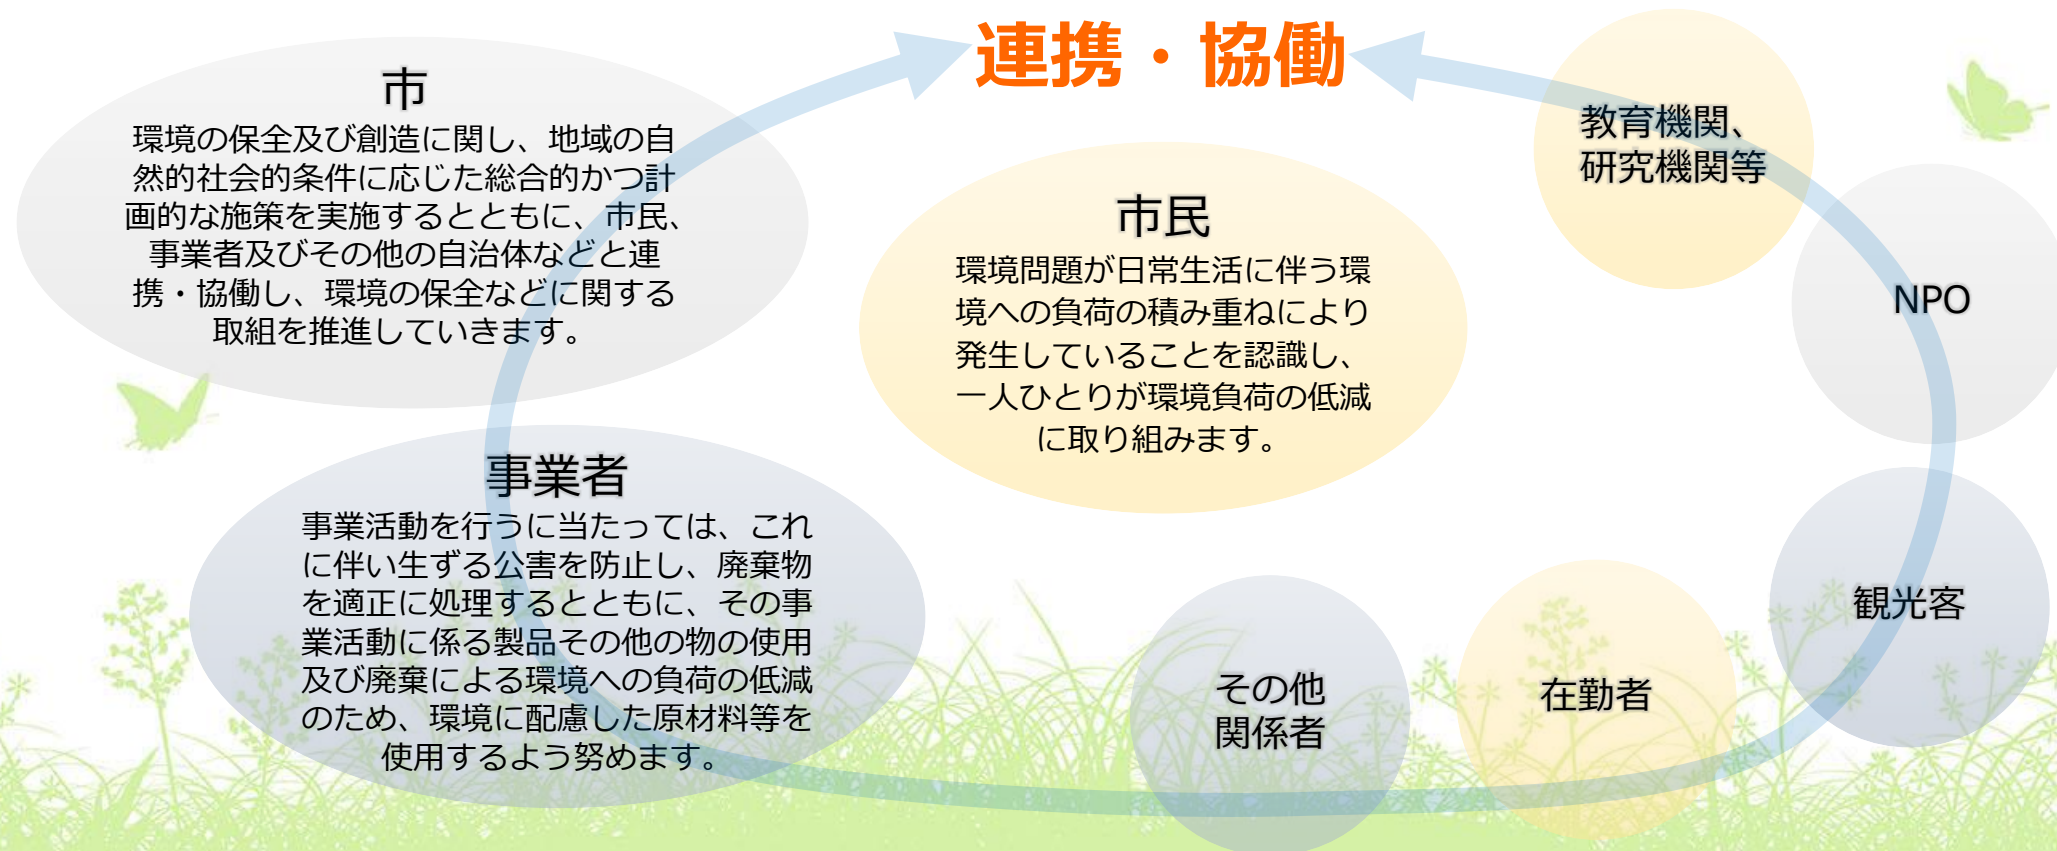 連携・協働
市
環境の保全及び創造に関し、地域の自
然的社会的条件に応じた総合的かつ計
画的な施策を実施するとともに、市民、
事業者及びその他の自治体などと連
携・協働し、環境の保全などに関する
取組を推進していきます。
市民
環境問題が日常生活に伴う環
境への負荷の積み重ねにより
発生していることを認識し、
一人ひとりが環境負荷の低減
に取り組みます。
教育機関、
研究機関等
NPO
事業者
事業活動を行うに当たっては、これ
に伴い生ずる公害を防止し、廃棄物
を適正に処理するとともに、その事
業活動に係る製品その他の物の使用
及び廃棄による環境への負荷の低減
のため、環境に配慮した原材料等を
使用するよう努めます。
その他
関係者
在勤者
観光客